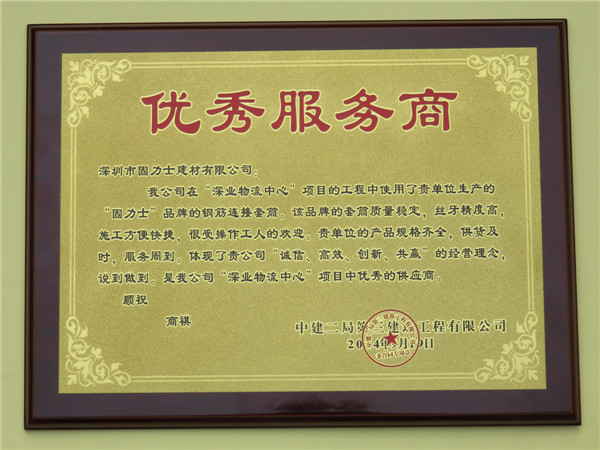 优秀服务商
深圳市固力士建材有限公司：
我公司在“深业物流中心”项目的工程中使用了贵单位生产的
“固力士”品牌的钢筋连接套筒。该品牌的套筒质量稳定，丝牙精度高，
施工方便快捷，很受操作工人的欢迎。贵单位的产品规格齐全，供货及
时，服务周到。体现了贵公司“诚信、高效、创新、共赢”的经营理念，
说到做到。是我公司“深业物流中心”项目中优秀的供应商。
顺祝
商祺
中建二局第三建筑工程有限公司